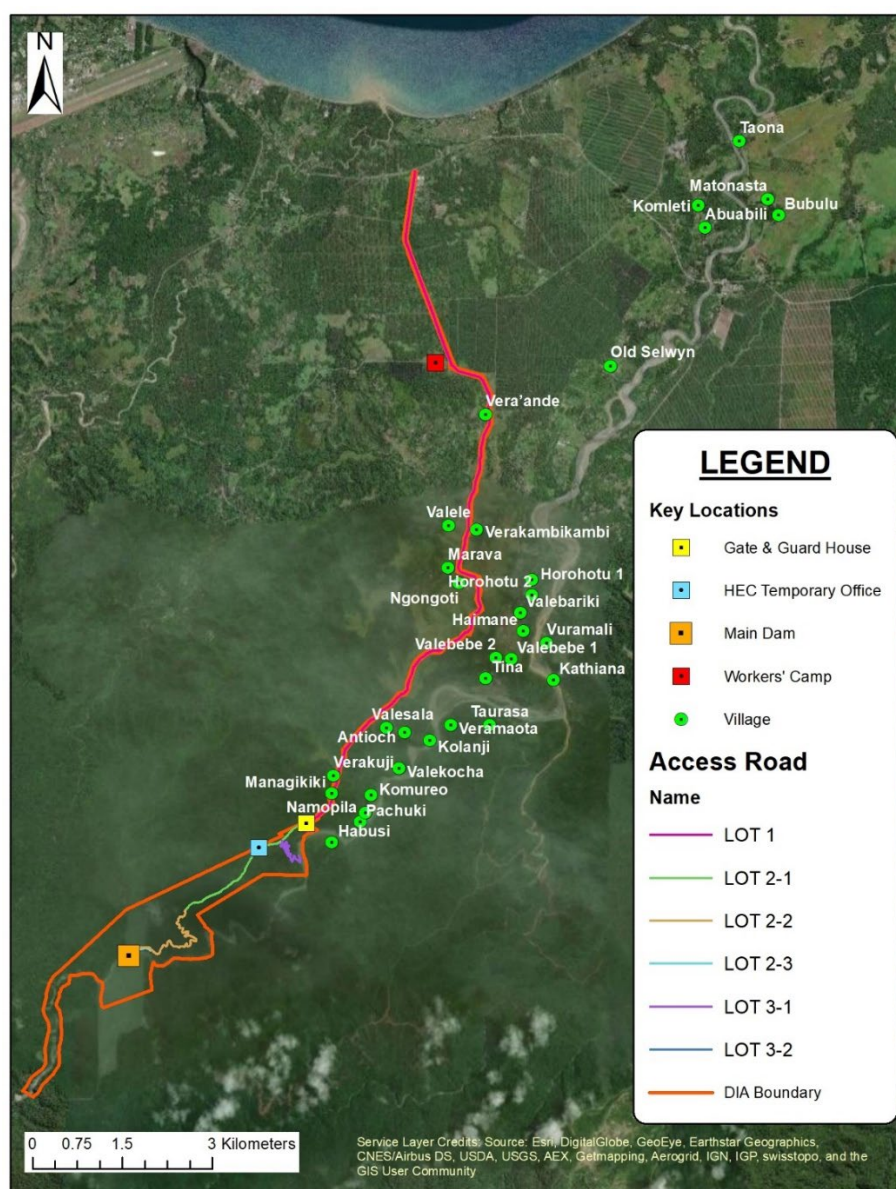 N
Taona
Matonasta
Komleti
Bubulu
Abuabili
Old Selwyn
Vera'ande
Valele
Verakambikambi
Marava
Horohotu 2
Horohotu 1
Ngongoti
Valebariki
Haimane
Vuramali
Valebebe 2
Valebebe 1
Tina
Kathiana
Taurasa
Valesala
Veramaota
Antioch
Kolanji
Verakuji
Valekocha
Managikiki
Komureo
Namopila
Pachuki
Habusi
LEGEND
Key Locations
Gate & Guard House
HEC Temporary Office
Main Dam
Workers' Camp
Village
Access Road
Name
LOT 1
LOT 2-1
LOT 2-2
LOT 2-3
LOT 3-1
LOT 3-2
DIA Boundary
0 0.75 1.5 3 Kilometers
Service Layer Credits: Source: Esri, DigitalGlobe, GeoEye, Earthstar Geographics,
CNES/Airbus DS, USDA, USGS, AEX, Getmapping, Aerogrid, IGN, IGP, swisstopo, and the
GIS User Community